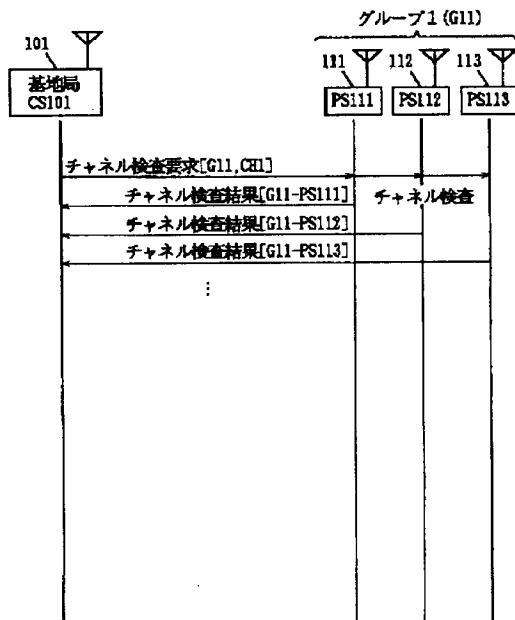 グループ1 (G11)
101
111
112
113
基地局
CS101
PS111
PS112
PS113
チャネル検査要求[G11,CH1]
チャネル検査結果[G11-PS111]
チャネル検査
チャネル検査結果[G11-PS112]
チャネル検査結果[G11-PS113]
⋮